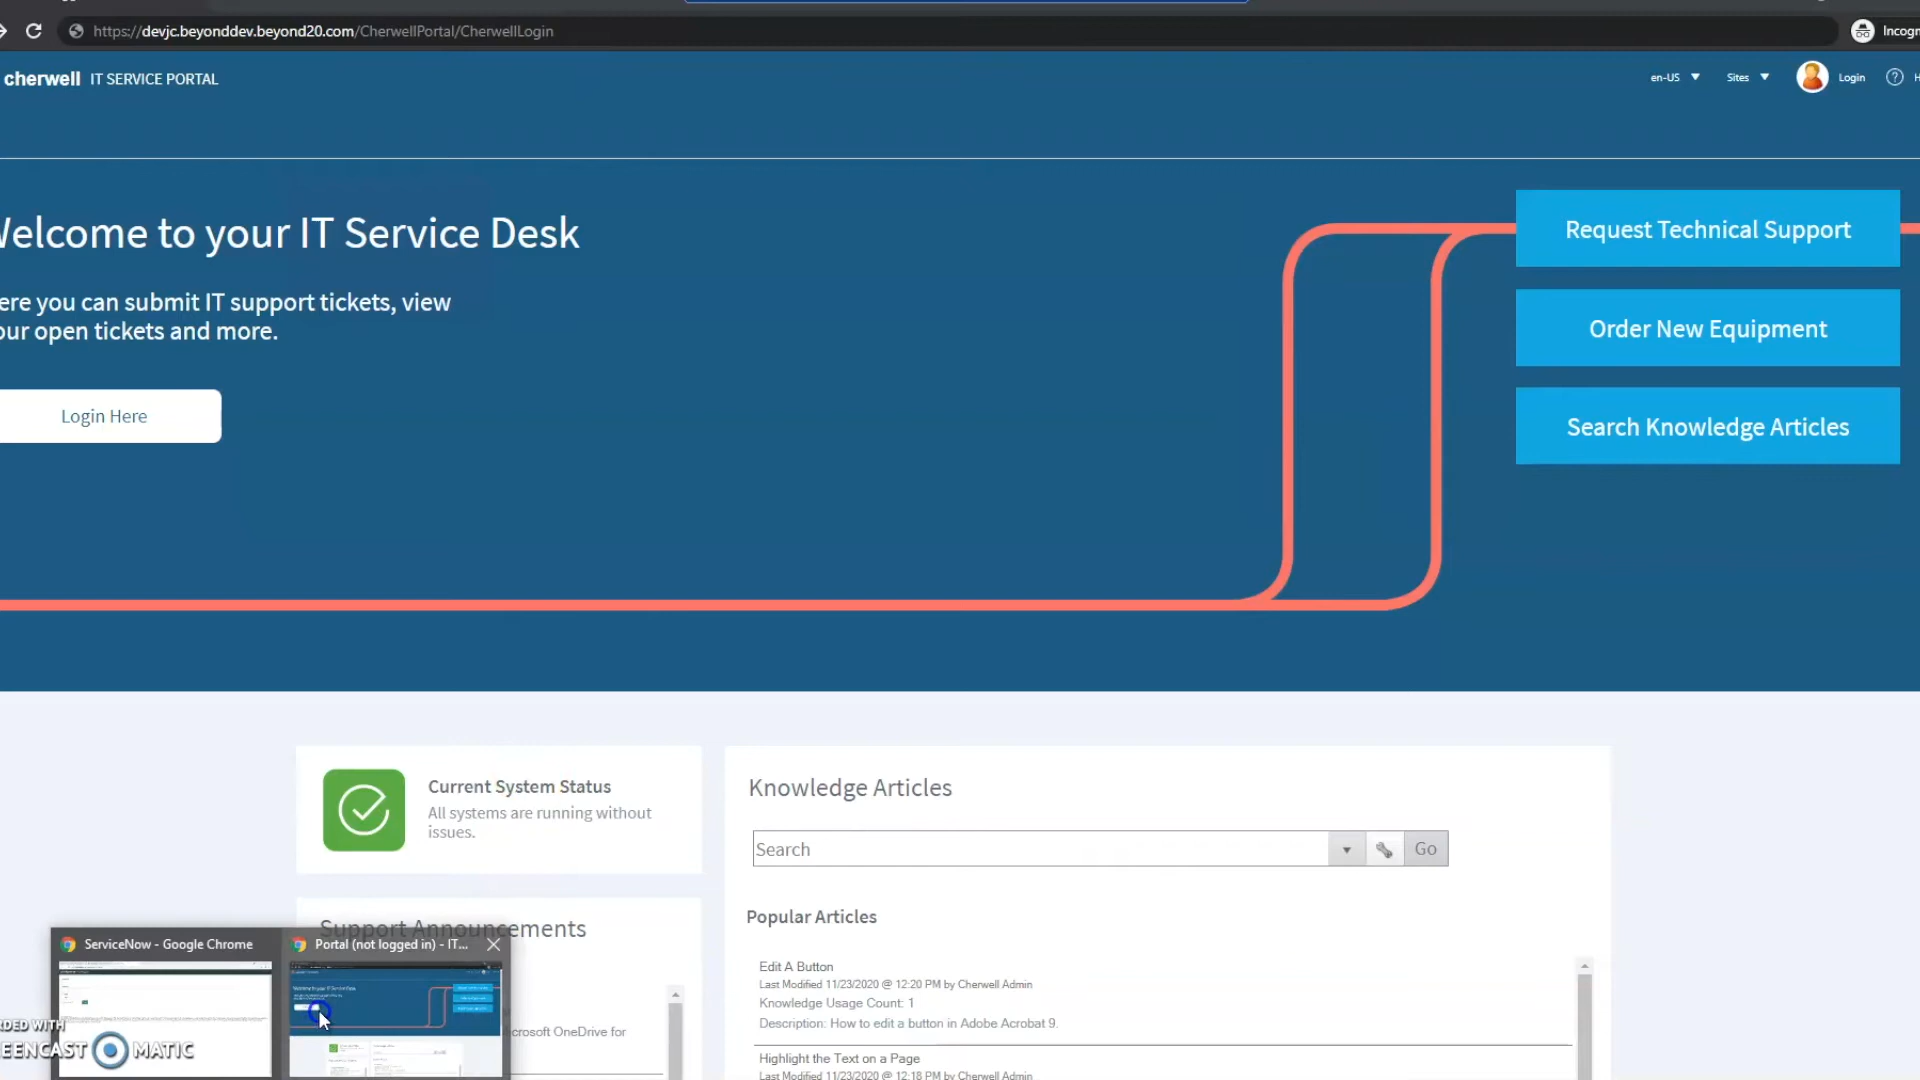 https://devjc.beyonddev.beyond20.com/CherwellPortal/CherwellLogin
cherwell IT SERVICE PORTAL
en-US
Sites
Login
Welcome to your IT Service Desk
ere you can submit IT support tickets, view
our open tickets and more.
Login Here
Request Technical Support
Order New Equipment
Search Knowledge Articles
Current System Status
All systems are running without
issues.
Knowledge Articles
Search
Go
Support Announcements
Popular Articles
Edit A Button
Last Modified 11/23/2020 @ 12:20 PM by Cherwell Admin
Knowledge Usage Count: 1
Description: How to edit a button in Adobe Acrobat 9.
Highlight the Text on a Page
Last Modified 11/23/2020 @ 12:18 PM by Cherwell Admin
ServiceNow - Google Chrome
Portal (not logged in) - IT...
crosoft OneDrive for
RDED WITH
EENCAST MATIC